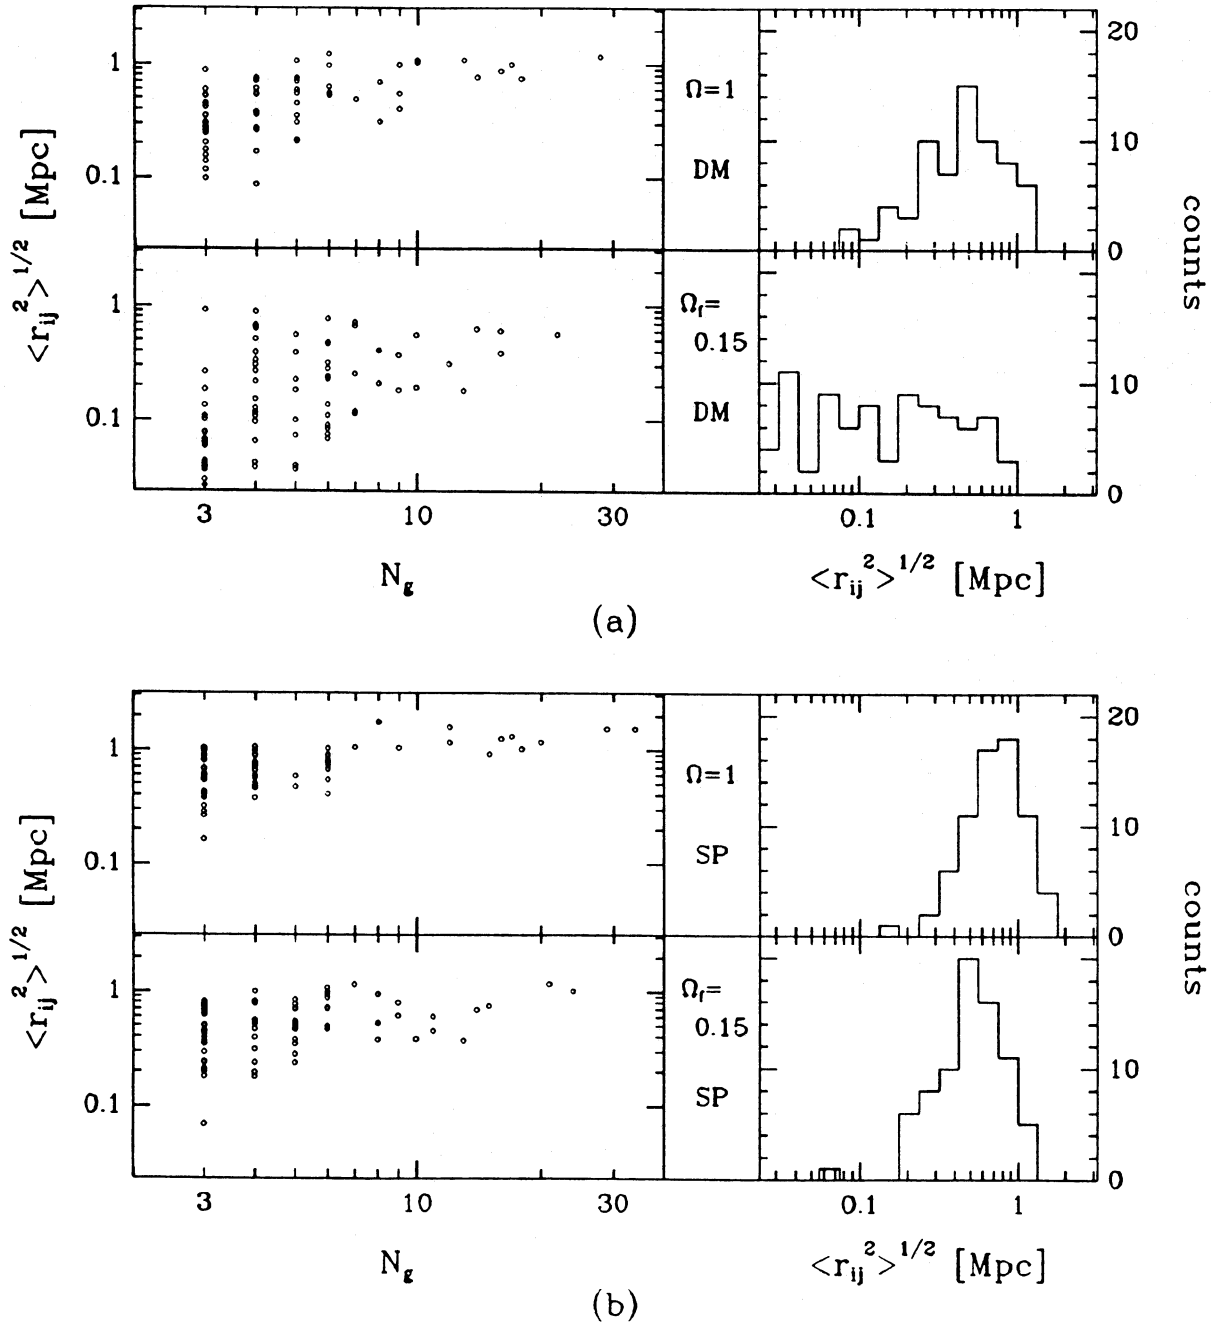 <r_ij^2>^1/2 [Mpc]
1
0.1
Ω=1
DM
20
10
0
counts
1
0.1
Ω_f=
0.15
DM
10
0
3 10 30
0.1 1
N_g
<r_ij^2>^1/2 [Mpc]
(a)
<r_ij^2>^1/2 [Mpc]
1
0.1
Ω=1
SP
20
10
0
counts
1
0.1
Ω_f=
0.15
SP
10
0
3 10 30
0.1 1
N_g
<r_ij^2>^1/2 [Mpc]
(b)